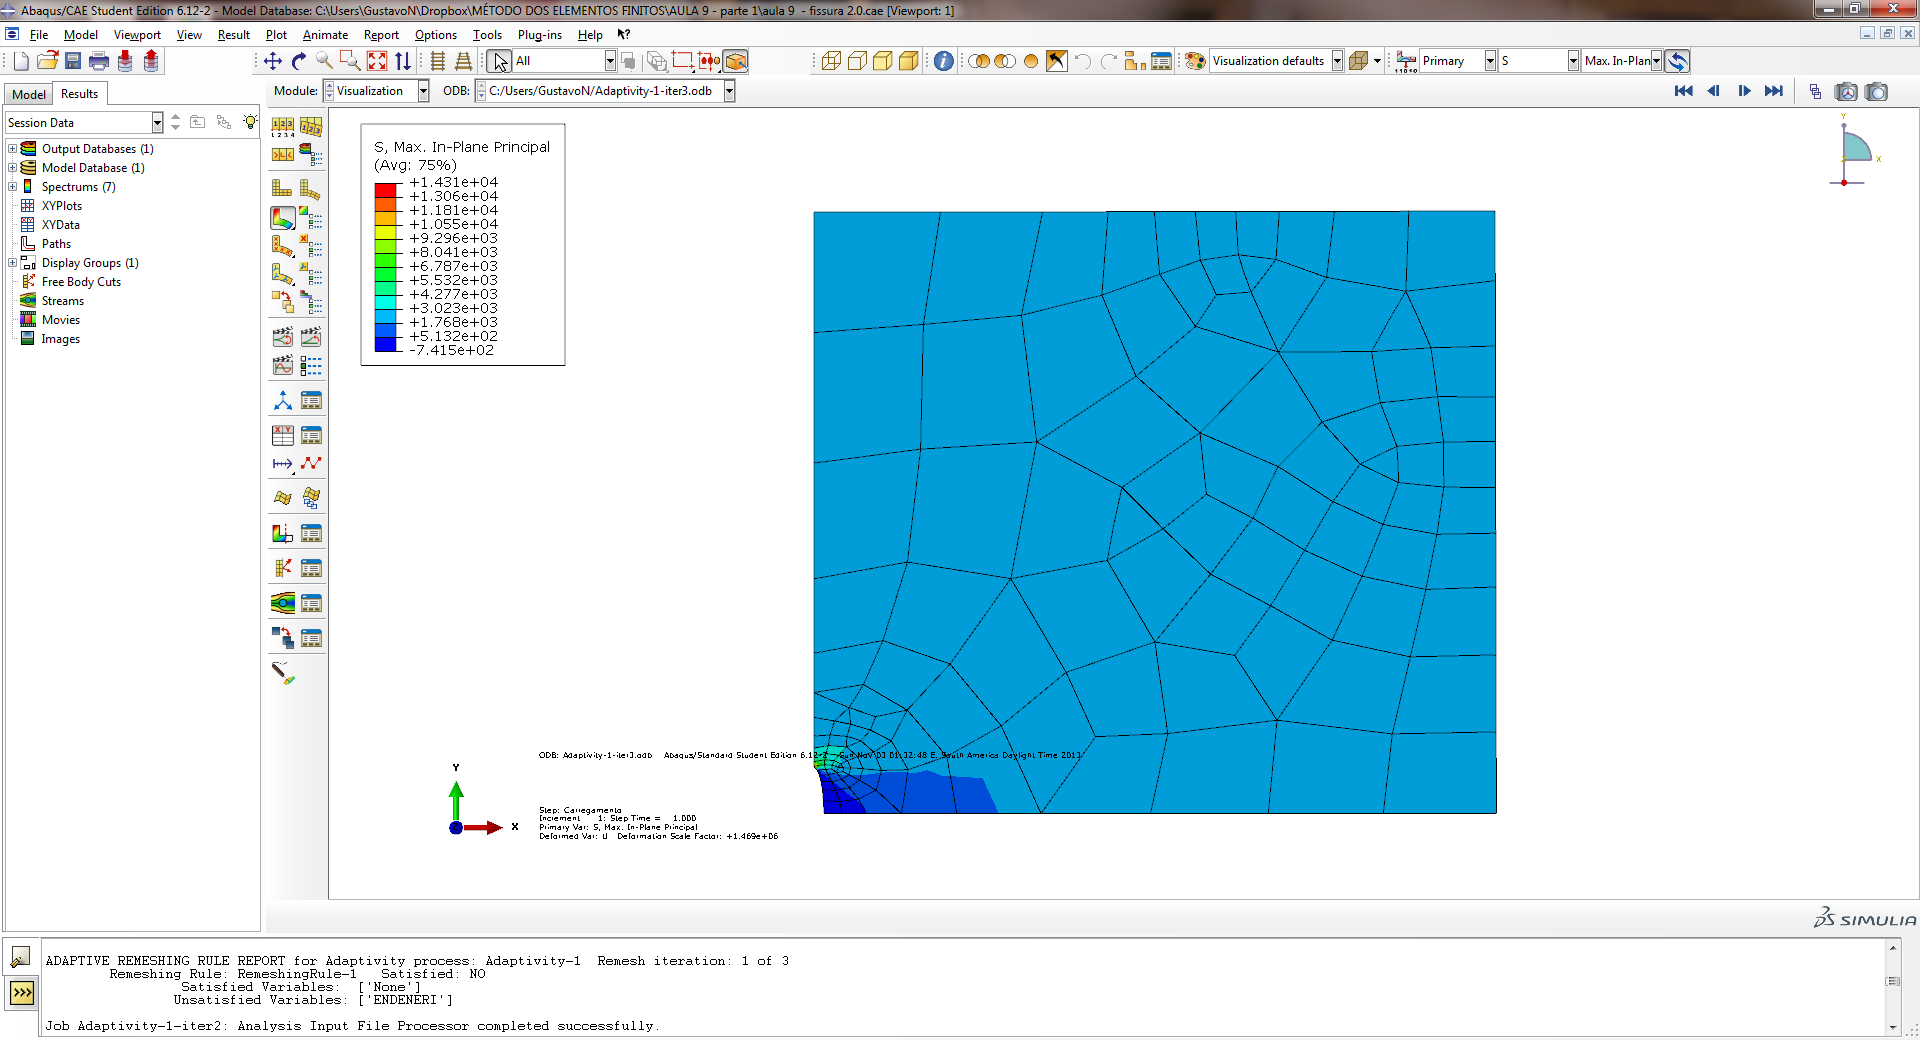 Abaqus/CAE Student Edition 6.12-2 - Model Database: C:\Users\GustavoN\Dropbox\MÉTODO DOS ELEMENTOS FINITOS\AULA 9 - parte 1\aula 9  - fissura 2.0.cae [Viewport: 1]
File Model Viewport View Result Plot Animate Report Options Tools Plug-ins Help
All
Visualization defaults
Primary
S
Max. In-Plan
Model Results
Module: Visualization ODB: C:/Users/GustavoN/Adaptivity-1-iter3.odb
Session Data
Output Databases (1)
Model Database (1)
Spectrums (7)
XYPlots
XYData
Paths
Display Groups (1)
Free Body Cuts
Streams
Movies
Images
S, Max. In-Plane Principal
(Avg: 75%)
+1.431e+04
+1.306e+04
+1.181e+04
+1.055e+04
+9.296e+03
+8.041e+03
+6.787e+03
+5.532e+03
+4.277e+03
+3.023e+03
+1.768e+03
+5.132e+02
-7.415e+02
Y
X
ODB: Adaptivity-1-iter3.odb Abaqus/Standard Student Edition 6.12-2 Sun Nov 03 01:32:48 E. South America Daylight Time 2013
Y
X
Step: Carregamento
Increment 1: Step Time = 1.000
Primary Var: S, Max. In-Plane Principal
Deformed Var: U Deformation Scale Factor: +1.469e+06
SIMULIA
ADAPTIVE REMESHING RULE REPORT for Adaptivity process: Adaptivity-1  Remesh iteration: 1 of 3
Remeshing Rule: RemeshingRule-1   Satisfied: NO
Satisfied Variables:  ['None']
Unsatisfied Variables: ['ENDENERI']
Job Adaptivity-1-iter2: Analysis Input File Processor completed successfully.